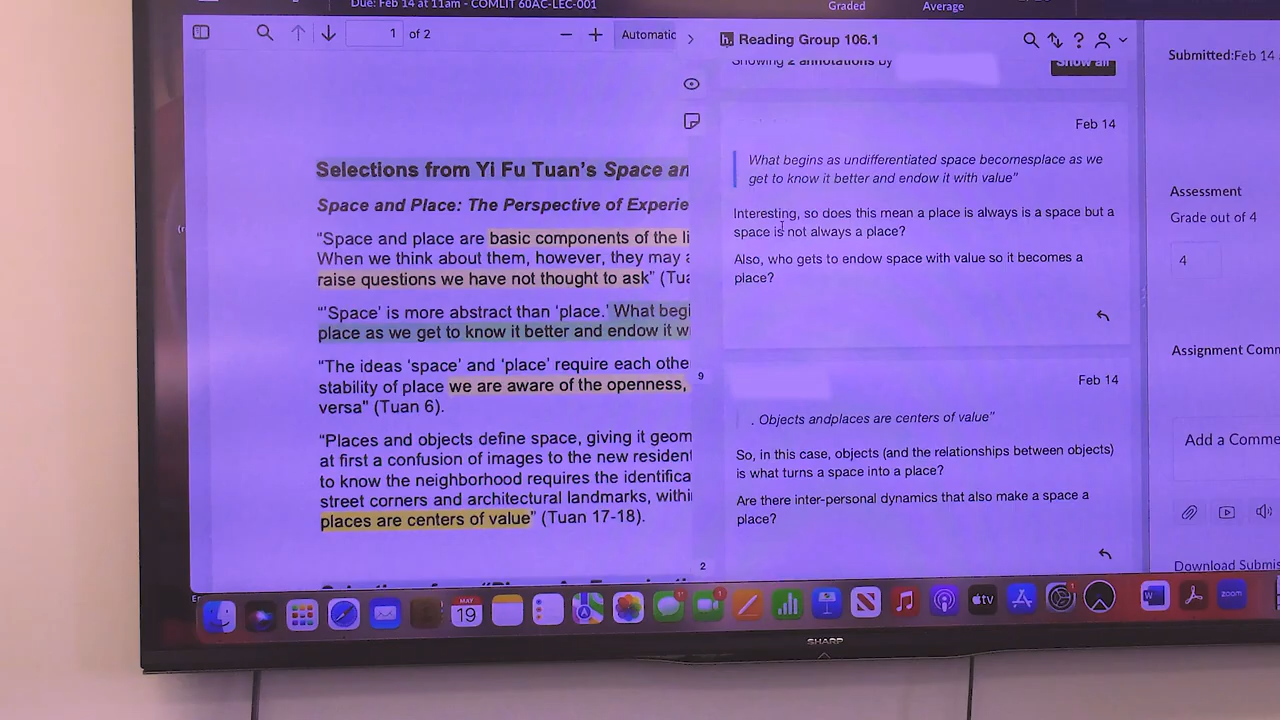 Due: Feb 14 at 11am - COMLIT 60AC-LEC-001
Graded
Average
1 of 2
Automatic
Selections from Yi Fu Tuan's Space an
Space and Place: The Perspective of Experie
"Space and place are basic components of the li
When we think about them, however, they may a
raise questions we have not thought to ask" (Tua
"'Space' is more abstract than 'place.' What begi
place as we get to know it better and endow it w
"The ideas 'space' and 'place' require each othe
stability of place we are aware of the openness,
versa" (Tuan 6).
"Places and objects define space, giving it geom
at first a confusion of images to the new resident
to know the neighborhood requires the identifica
street corners and architectural landmarks, withi
places are centers of value" (Tuan 17-18).
9
2
h. Reading Group 106.1
Showing 2 annotations by
Show all
Feb 14
What begins as undifferentiated space becomesplace as we
get to know it better and endow it with value"
Interesting, so does this mean a place is always is a space but a
space is not always a place?
Also, who gets to endow space with value so it becomes a
place?
Feb 14
. Objects andplaces are centers of value"
So, in this case, objects (and the relationships between objects)
is what turns a space into a place?
Are there inter-personal dynamics that also make a space a
place?
Submitted:Feb 14
Assessment
Grade out of 4
4
Assignment Comm
Add a Comme
Download Submis
MAY
19
tv
W
zoom
SHARP